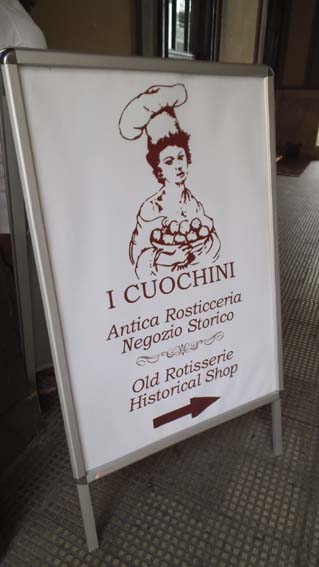 I CUOCHINI
Antica Rosticceria
Negozio Storico
Old Rotisserie
Historical Shop